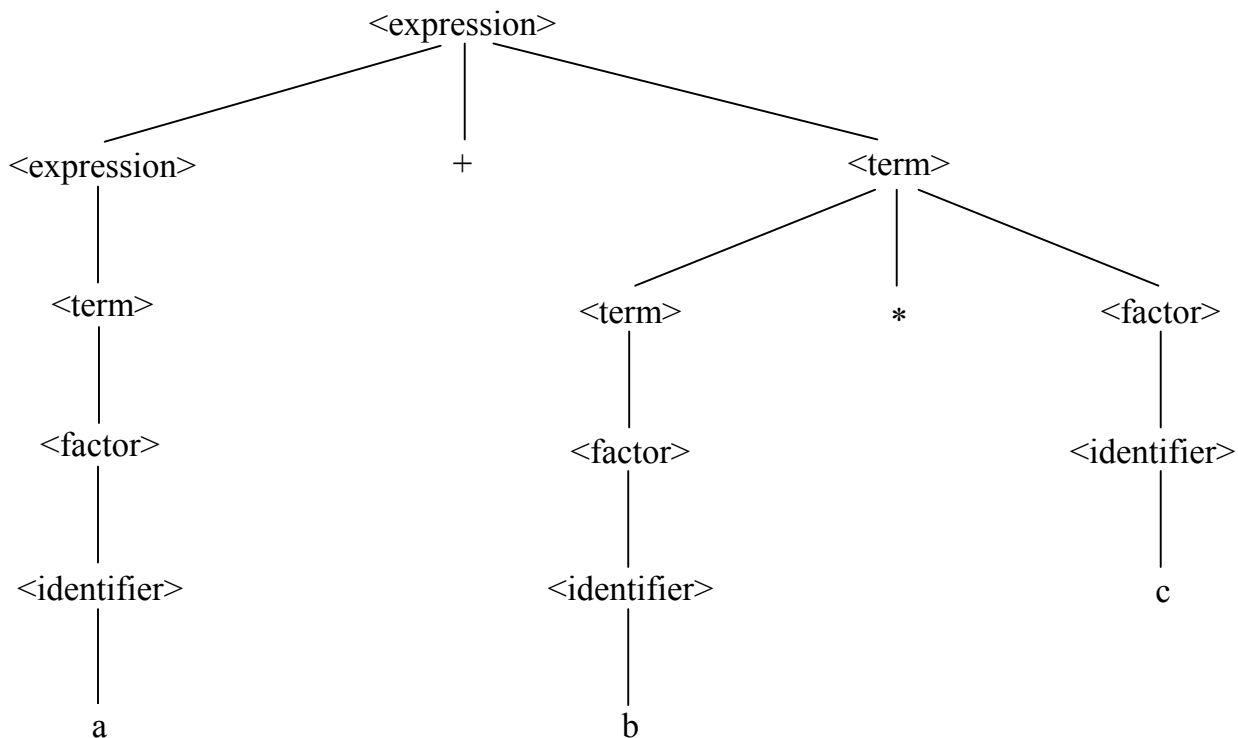 <expression>
<expression> + <term>
<term> <term> * <factor>
<factor> <factor> <identifier>
<identifier> <identifier> c
a b